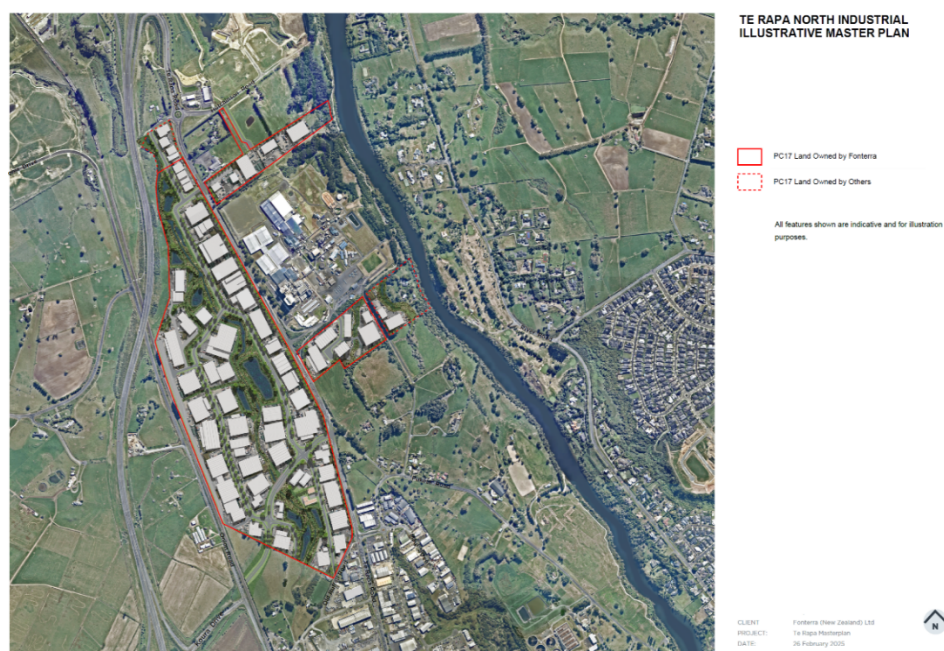 TE RAPA NORTH INDUSTRIAL
ILLUSTRATIVE MASTER PLAN
PC17 Land Owned by Fonterra
PC17 Land Owned by Others
All features shown are indicative and for illustration
purposes.
CLIENT Fonterra (New Zealand) Ltd
PROJECT: Te Rapa Masterplan
DATE: 26 February 2025
N